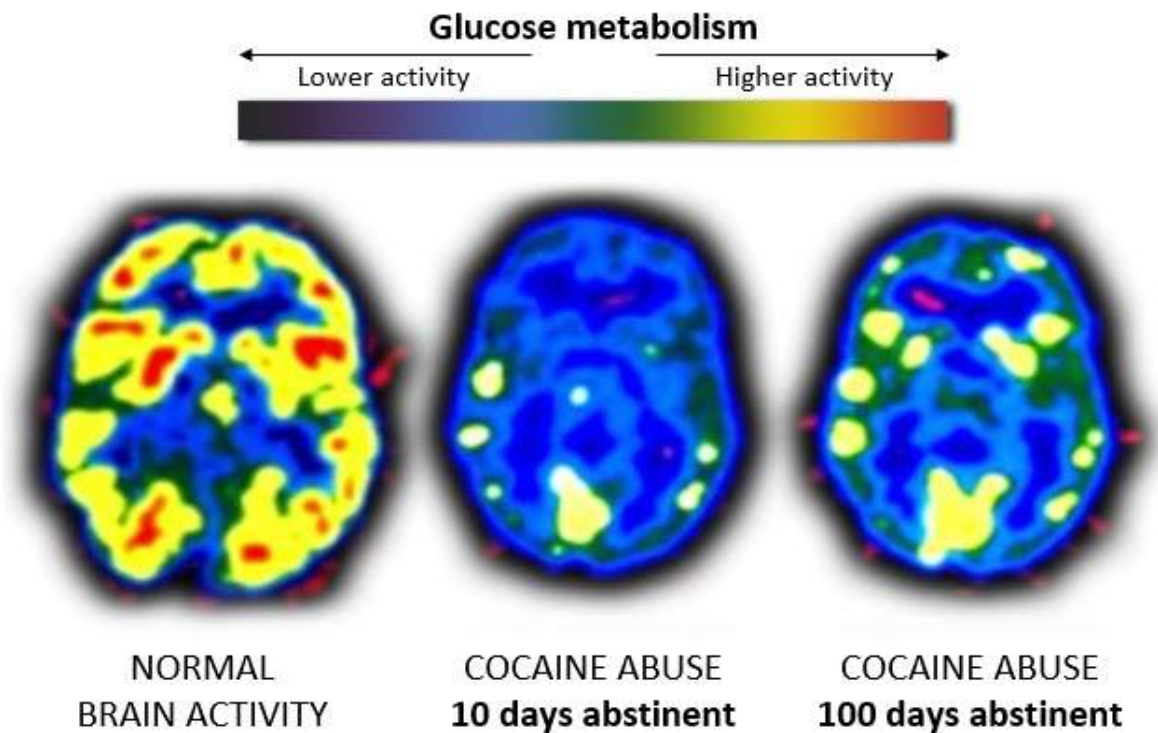 Glucose metabolism
Lower activity Higher activity
NORMAL
BRAIN ACTIVITY
COCAINE ABUSE
10 days abstinent
COCAINE ABUSE
100 days abstinent